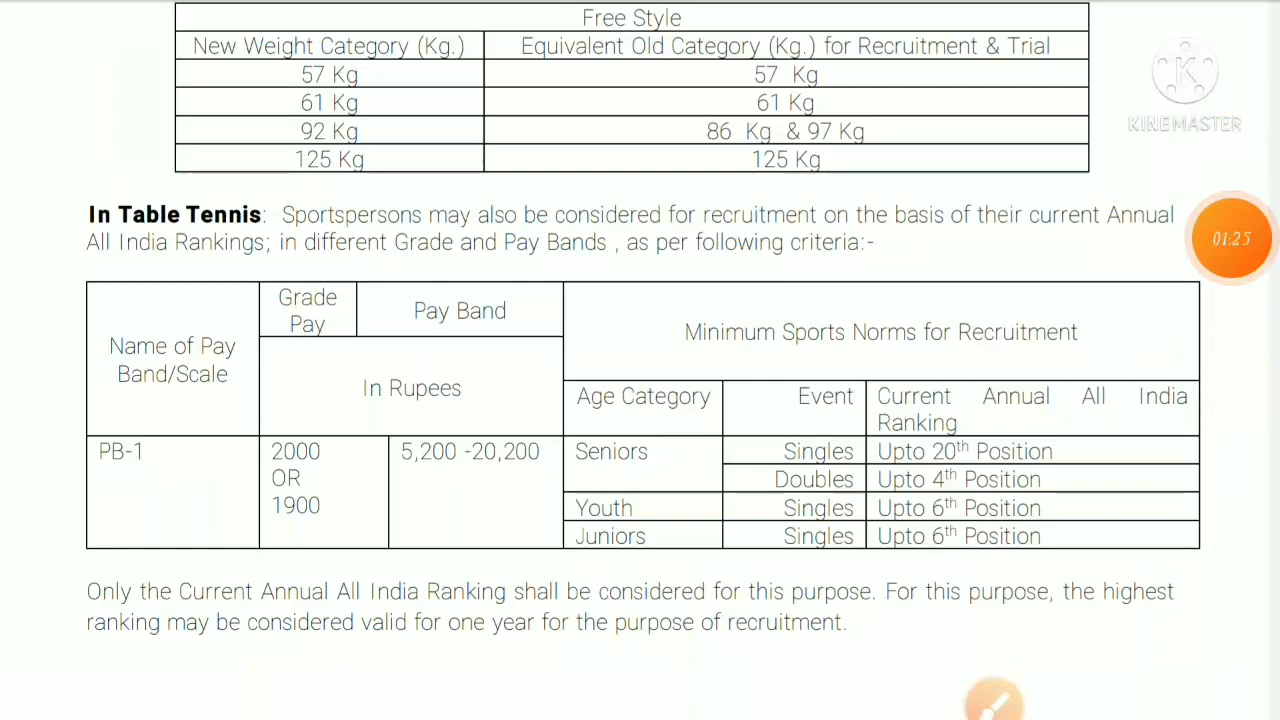 Free Style
New Weight Category (Kg.) Equivalent Old Category (Kg.) for Recruitment & Trial
57 Kg 57 Kg
61 Kg 61 Kg
92 Kg 86 Kg & 97 Kg
125 Kg 125 Kg
KINEMASTER
In Table Tennis: Sportspersons may also be considered for recruitment on the basis of their current Annual
All India Rankings; in different Grade and Pay Bands , as per following criteria:-
01:25
Name of Pay
Band/Scale
Grade
Pay
Pay Band
In Rupees
Minimum Sports Norms for Recruitment
Age Category Event Current Annual All India
Ranking
PB-1 2000 5,200 -20,200 Seniors Singles Upto 20th Position
OR Doubles Upto 4th Position
1900 Youth Singles Upto 6th Position
Juniors Singles Upto 6th Position
Only the Current Annual All India Ranking shall be considered for this purpose. For this purpose, the highest
ranking may be considered valid for one year for the purpose of recruitment.